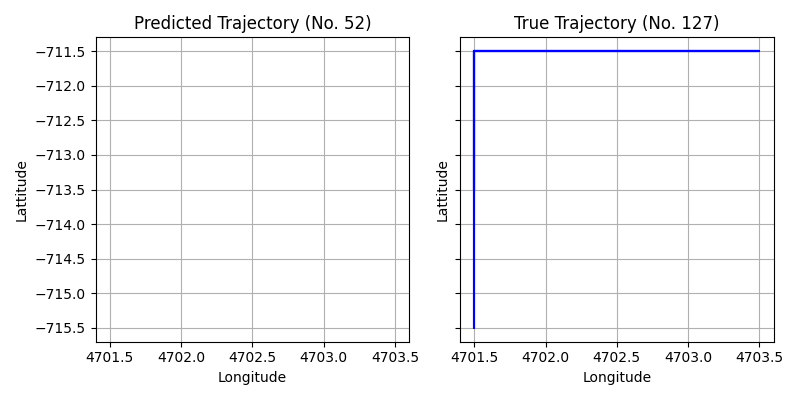 Predicted Trajectory (No. 52)
True Trajectory (No. 127)
−711.5
−712.0
−712.5
−713.0
−713.5
−714.0
−714.5
−715.0
−715.5
Lattitude
Lattitude
4701.5 4702.0 4702.5 4703.0 4703.5
4701.5 4702.0 4702.5 4703.0 4703.5
Longitude
Longitude